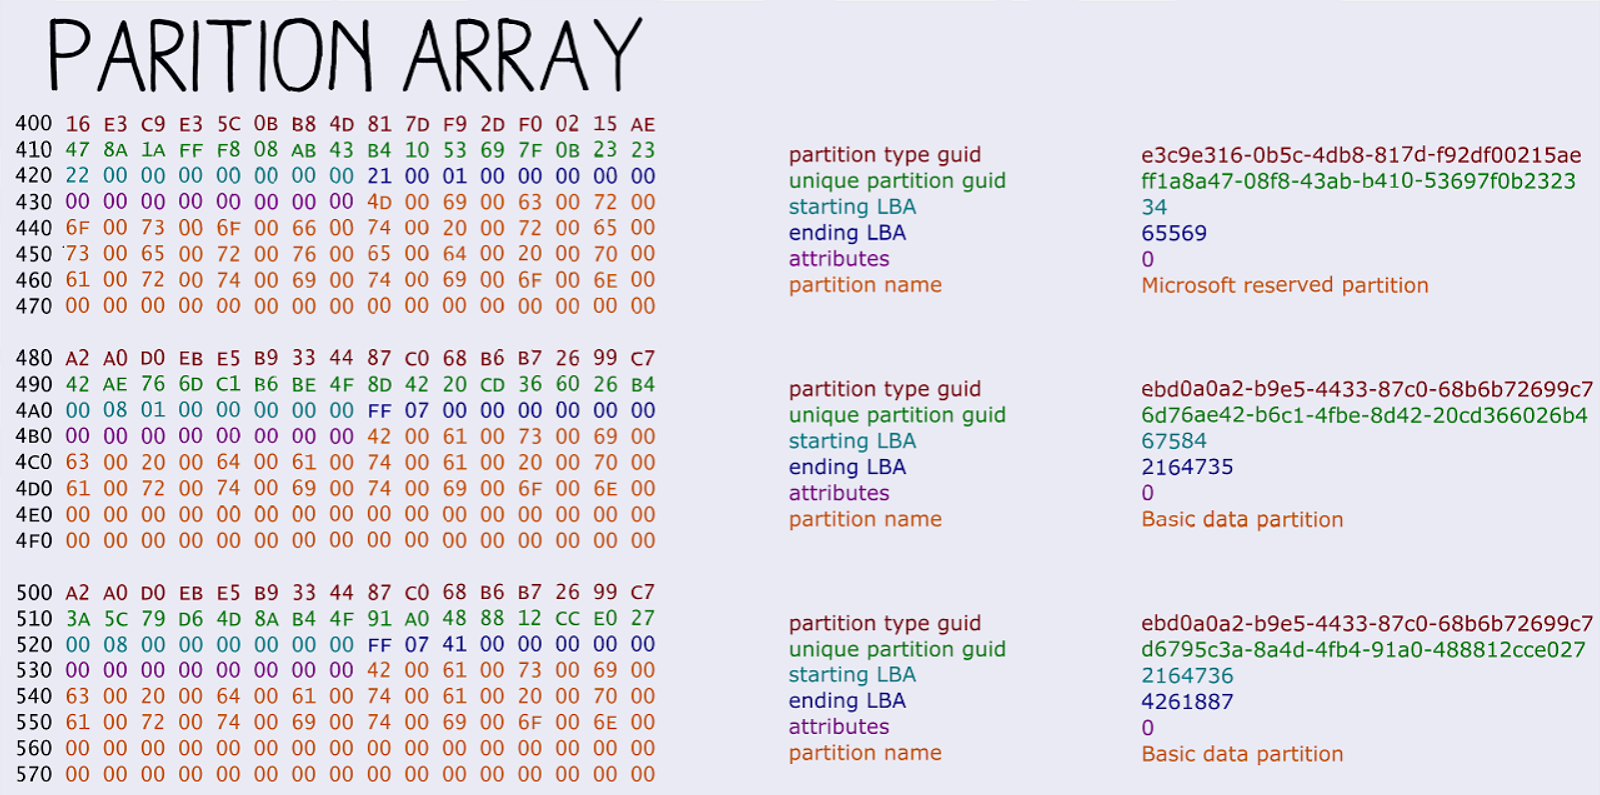 PARITION ARRAY
400 16 E3 C9 E3 5C 0B B8 4D 81 7D F9 2D F0 02 15 AE
410 47 8A 1A FF F8 08 AB 43 B4 10 53 69 7F 0B 23 23
420 22 00 00 00 00 00 00 00 21 00 01 00 00 00 00 00
430 00 00 00 00 00 00 00 00 4D 00 69 00 63 00 72 00
440 6F 00 73 00 6F 00 66 00 74 00 20 00 72 00 65 00
450 73 00 65 00 72 00 76 00 65 00 64 00 20 00 70 00
460 61 00 72 00 74 00 69 00 74 00 69 00 6F 00 6E 00
470 00 00 00 00 00 00 00 00 00 00 00 00 00 00 00 00
partition type guid e3c9e316-0b5c-4db8-817d-f92df00215ae
unique partition guid ff1a8a47-08f8-43ab-b410-53697f0b2323
starting LBA 34
ending LBA 65569
attributes 0
partition name Microsoft reserved partition
480 A2 A0 D0 EB E5 B9 33 44 87 C0 68 B6 B7 26 99 C7
490 42 AE 76 6D C1 B6 BE 4F 8D 42 20 CD 36 60 26 B4
4A0 00 08 01 00 00 00 00 00 FF 07 00 00 00 00 00 00
4B0 00 00 00 00 00 00 00 00 42 00 61 00 73 00 69 00
4C0 63 00 20 00 64 00 61 00 74 00 61 00 20 00 70 00
4D0 61 00 72 00 74 00 69 00 74 00 69 00 6F 00 6E 00
4E0 00 00 00 00 00 00 00 00 00 00 00 00 00 00 00 00
4F0 00 00 00 00 00 00 00 00 00 00 00 00 00 00 00 00
partition type guid ebd0a0a2-b9e5-4433-87c0-68b6b72699c7
unique partition guid 6d76ae42-b6c1-4fbe-8d42-20cd366026b4
starting LBA 67584
ending LBA 2164735
attributes 0
partition name Basic data partition
500 A2 A0 D0 EB E5 B9 33 44 87 C0 68 B6 B7 26 99 C7
510 3A 5C 79 D6 4D 8A B4 4F 91 A0 48 88 12 CC E0 27
520 00 08 00 00 00 00 00 00 FF 07 41 00 00 00 00 00
530 00 00 00 00 00 00 00 00 42 00 61 00 73 00 69 00
540 63 00 20 00 64 00 61 00 74 00 61 00 20 00 70 00
550 61 00 72 00 74 00 69 00 74 00 69 00 6F 00 6E 00
560 00 00 00 00 00 00 00 00 00 00 00 00 00 00 00 00
570 00 00 00 00 00 00 00 00 00 00 00 00 00 00 00 00
partition type guid ebd0a0a2-b9e5-4433-87c0-68b6b72699c7
unique partition guid d6795c3a-8a4d-4fb4-91a0-488812cce027
starting LBA 2164736
ending LBA 4261887
attributes 0
partition name Basic data partition